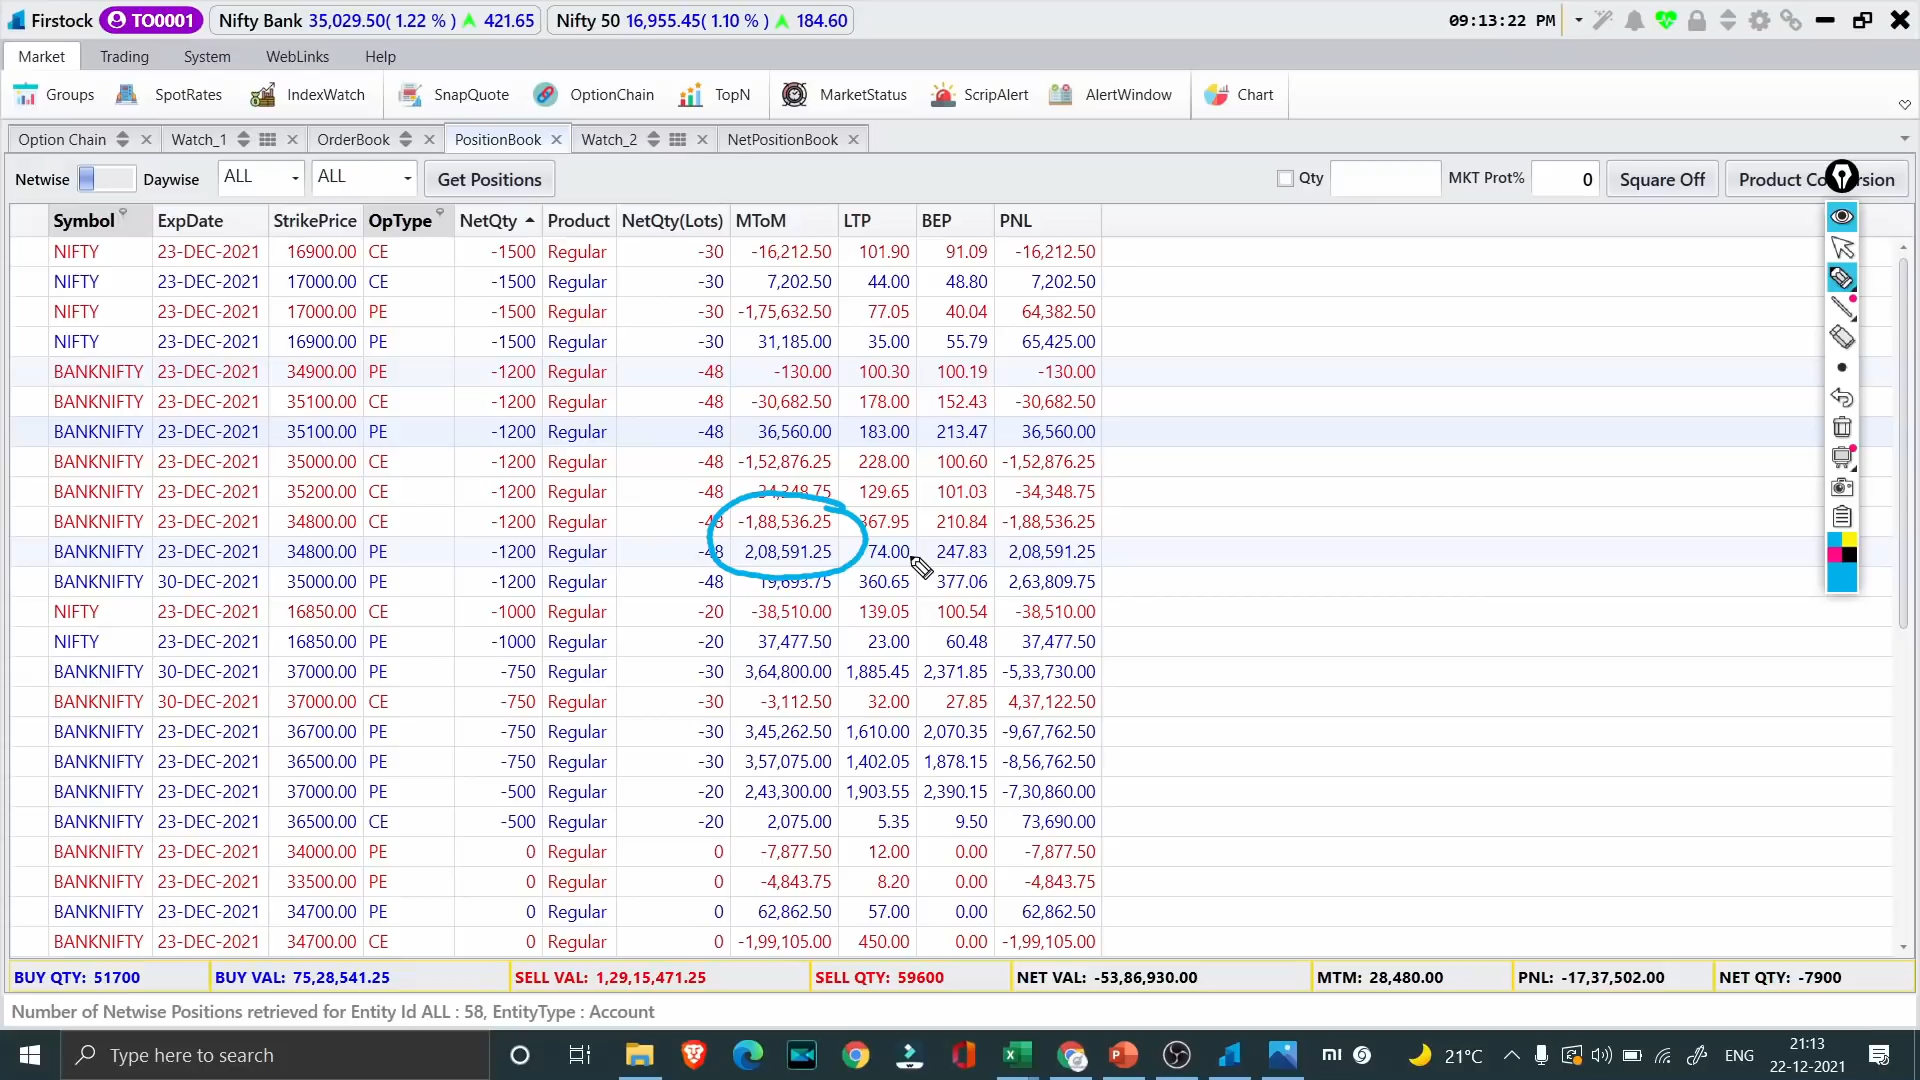 Firstock TO0001 Nifty Bank 35,029.50( 1.22 % ) 421.65 Nifty 50 16,955.45( 1.10 % ) 184.60 09:13:22 PM
Market Trading System WebLinks Help
Groups SpotRates IndexWatch SnapQuote OptionChain TopN MarketStatus ScripAlert AlertWindow Chart
Option Chain Watch_1 OrderBook PositionBook Watch_2 NetPositionBook
Netwise Daywise ALL ALL Get Positions Qty MKT Prot% 0 Square Off Product
Symbol ExpDate StrikePrice OpType NetQty Product NetQty(Lots) MToM LTP BEP PNL
NIFTY 23-DEC-2021 16900.00 CE -1500 Regular -30 -16,212.50 101.90 91.09 -16,212.50
NIFTY 23-DEC-2021 17000.00 CE -1500 Regular -30 7,202.50 44.00 48.80 7,202.50
NIFTY 23-DEC-2021 17000.00 PE -1500 Regular -30 -1,75,632.50 77.05 40.04 64,382.50
NIFTY 23-DEC-2021 16900.00 PE -1500 Regular -30 31,185.00 35.00 55.79 65,425.00
BANKNIFTY 23-DEC-2021 34900.00 PE -1200 Regular -48 -130.00 100.30 100.19 -130.00
BANKNIFTY 23-DEC-2021 35100.00 CE -1200 Regular -48 -30,682.50 178.00 152.43 -30,682.50
BANKNIFTY 23-DEC-2021 35100.00 PE -1200 Regular -48 36,560.00 183.00 213.47 36,560.00
BANKNIFTY 23-DEC-2021 35000.00 CE -1200 Regular -48 -1,52,876.25 228.00 100.60 -1,52,876.25
BANKNIFTY 23-DEC-2021 35200.00 CE -1200 Regular -48 -34,348.75 129.65 101.03 -34,348.75
BANKNIFTY 23-DEC-2021 34800.00 CE -1200 Regular -48 -1,88,536.25 367.95 210.84 -1,88,536.25
BANKNIFTY 23-DEC-2021 34800.00 PE -1200 Regular -48 2,08,591.25 74.00 247.83 2,08,591.25
BANKNIFTY 30-DEC-2021 35000.00 PE -1200 Regular -48 19,693.75 360.65 377.06 2,63,809.75
NIFTY 23-DEC-2021 16850.00 CE -1000 Regular -20 -38,510.00 139.05 100.54 -38,510.00
NIFTY 23-DEC-2021 16850.00 PE -1000 Regular -20 37,477.50 23.00 60.48 37,477.50
BANKNIFTY 30-DEC-2021 37000.00 PE -750 Regular -30 3,64,800.00 1,885.45 2,371.85 -5,33,730.00
BANKNIFTY 30-DEC-2021 37000.00 CE -750 Regular -30 -3,112.50 32.00 27.85 4,37,122.50
BANKNIFTY 23-DEC-2021 36700.00 PE -750 Regular -30 3,45,262.50 1,610.00 2,070.35 -9,67,762.50
BANKNIFTY 23-DEC-2021 36500.00 PE -750 Regular -30 3,57,075.00 1,402.05 1,878.15 -8,56,762.50
BANKNIFTY 23-DEC-2021 37000.00 PE -500 Regular -20 2,43,300.00 1,903.55 2,390.15 -7,30,860.00
BANKNIFTY 23-DEC-2021 36500.00 CE -500 Regular -20 2,075.00 5.35 9.50 73,690.00
BANKNIFTY 23-DEC-2021 34000.00 PE 0 Regular 0 -7,877.50 12.00 0.00 -7,877.50
BANKNIFTY 23-DEC-2021 33500.00 PE 0 Regular 0 -4,843.75 8.20 0.00 -4,843.75
BANKNIFTY 23-DEC-2021 34700.00 PE 0 Regular 0 62,862.50 57.00 0.00 62,862.50
BANKNIFTY 23-DEC-2021 34700.00 CE 0 Regular 0 -1,99,105.00 450.00 0.00 -1,99,105.00
BUY QTY: 51700 BUY VAL: 75,28,541.25 SELL VAL: 1,29,15,471.25 SELL QTY: 59600 NET VAL: -53,86,930.00 MTM: 28,480.00 PNL: -17,37,502.00 NET QTY: -7900
Number of Netwise Positions retrieved for Entity Id ALL : 58, EntityType : Account
Type here to search mi 21°C ENG 21:13
22-12-2021